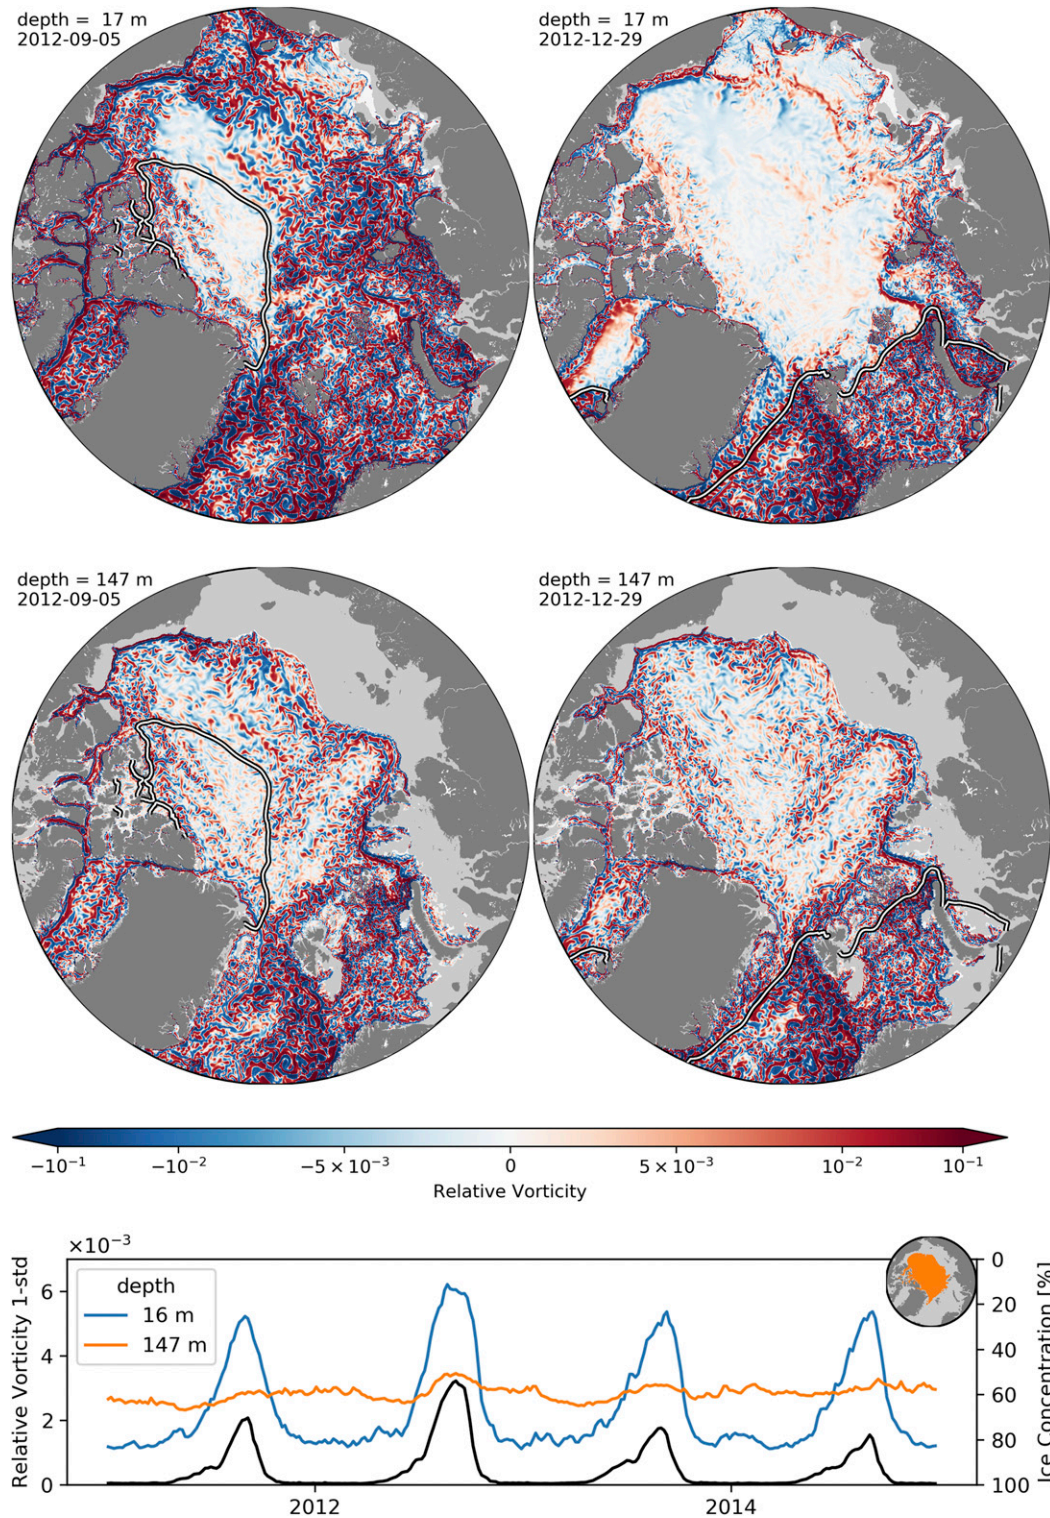 depth = 17 m
2012-09-05
depth = 17 m
2012-12-29
depth = 147 m
2012-09-05
depth = 147 m
2012-12-29
−10⁻¹ −10⁻² −5 × 10⁻³ 0 5 × 10⁻³ 10⁻² 10⁻¹
Relative Vorticity
×10⁻³
Relative Vorticity 1-std
6
4
2
0
depth
16 m
147 m
2012 2014
0
20
40
60
80
100
Ice Concentration [%]